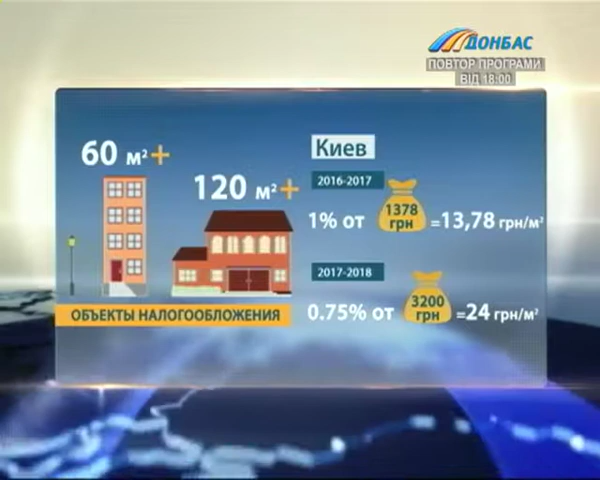 ДОНБАС
ПОВТОР ПРОГРАМИ
ВІД 18:00
60 м²+
120 м²+
ОБЪЕКТЫ НАЛОГООБЛОЖЕНИЯ
Киев
2016-2017
1% от 1378 грн =13,78 грн/м²
2017-2018
0.75% от 3200 грн =24 грн/м²